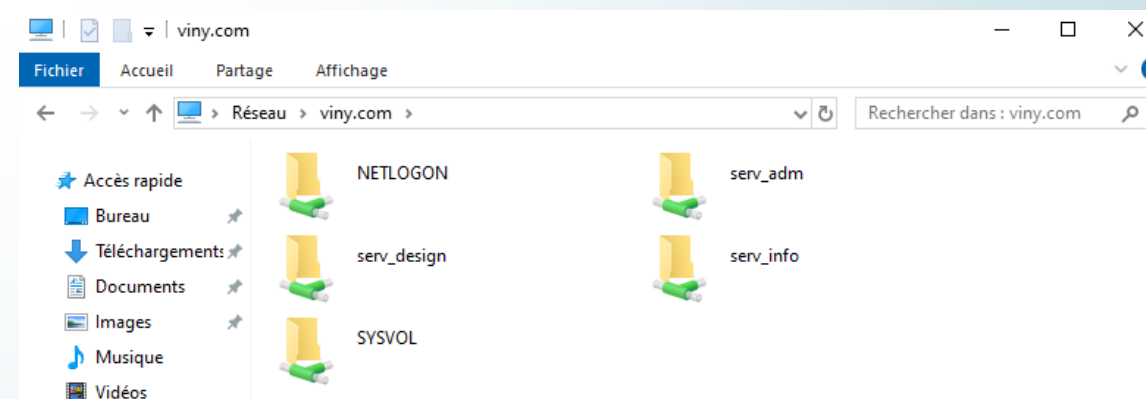 viny.com
Fichier Accueil Partage Affichage
Réseau > viny.com >
Rechercher dans : viny.com
Accès rapide
Bureau
Téléchargements
Documents
Images
Musique
Vidéos
NETLOGON
serv_adm
serv_design
serv_info
SYSVOL